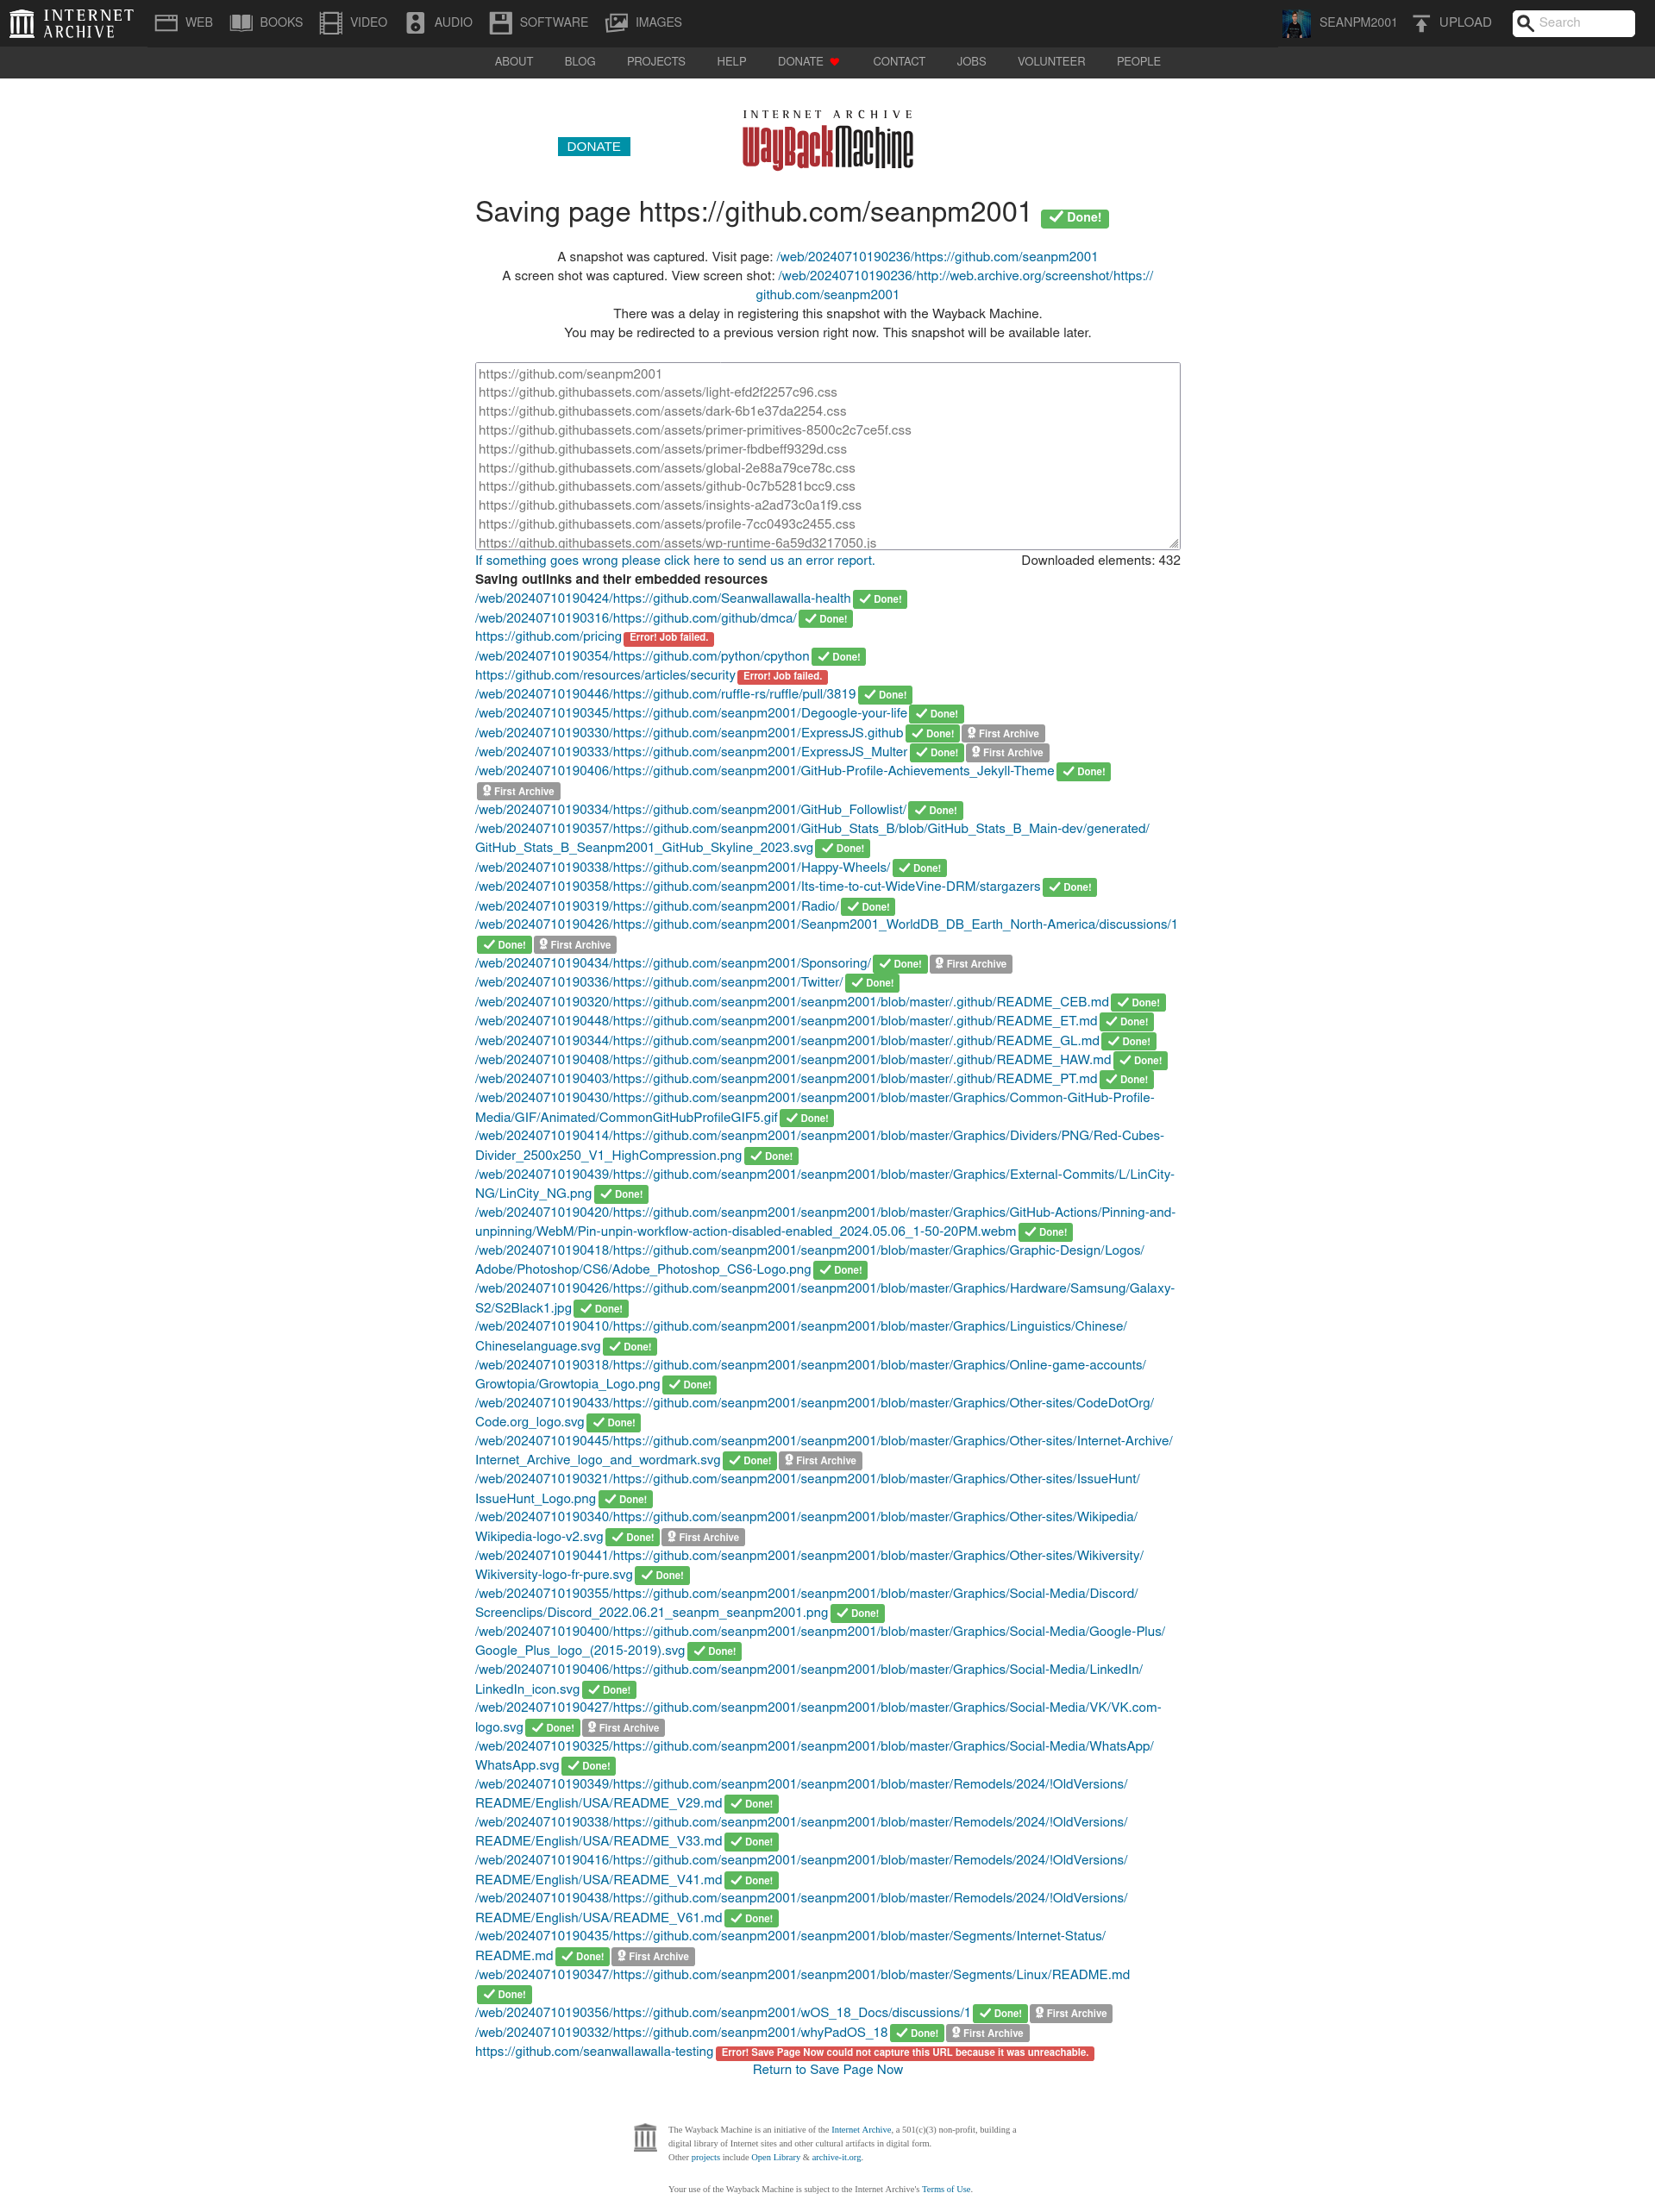 INTERNET ARCHIVE WEB BOOKS VIDEO AUDIO SOFTWARE IMAGES SEANPM2001 UPLOAD Search
ABOUT BLOG PROJECTS HELP DONATE CONTACT JOBS VOLUNTEER PEOPLE
INTERNET ARCHIVE
DONATE WayBackMachine
Saving page https://github.com/seanpm2001 Done!
A snapshot was captured. Visit page: /web/20240710190236/https://github.com/seanpm2001
A screen shot was captured. View screen shot: /web/20240710190236/http://web.archive.org/screenshot/https://
github.com/seanpm2001
There was a delay in registering this snapshot with the Wayback Machine.
You may be redirected to a previous version right now. This snapshot will be available later.
https://github.com/seanpm2001
https://github.githubassets.com/assets/light-efd2f2257c96.css
https://github.githubassets.com/assets/dark-6b1e37da2254.css
https://github.githubassets.com/assets/primer-primitives-8500c2c7ce5f.css
https://github.githubassets.com/assets/primer-fbdbeff9329d.css
https://github.githubassets.com/assets/global-2e88a79ce78c.css
https://github.githubassets.com/assets/github-0c7b5281bcc9.css
https://github.githubassets.com/assets/insights-a2ad73c0a1f9.css
https://github.githubassets.com/assets/profile-7cc0493c2455.css
https://github.githubassets.com/assets/wp-runtime-6a59d3217050.js
If something goes wrong please click here to send us an error report. Downloaded elements: 432
Saving outlinks and their embedded resources
/web/20240710190424/https://github.com/Seanwallawalla-health Done!
/web/20240710190316/https://github.com/github/dmca/ Done!
https://github.com/pricing Error! Job failed.
/web/20240710190354/https://github.com/python/cpython Done!
https://github.com/resources/articles/security Error! Job failed.
/web/20240710190446/https://github.com/ruffle-rs/ruffle/pull/3819 Done!
/web/20240710190345/https://github.com/seanpm2001/Degoogle-your-life Done!
/web/20240710190330/https://github.com/seanpm2001/ExpressJS.github Done! First Archive
/web/20240710190333/https://github.com/seanpm2001/ExpressJS_Multer Done! First Archive
/web/20240710190406/https://github.com/seanpm2001/GitHub-Profile-Achievements_Jekyll-Theme Done!
First Archive
/web/20240710190334/https://github.com/seanpm2001/GitHub_Followlist/ Done!
/web/20240710190357/https://github.com/seanpm2001/GitHub_Stats_B/blob/GitHub_Stats_B_Main-dev/generated/
GitHub_Stats_B_Seanpm2001_GitHub_Skyline_2023.svg Done!
/web/20240710190338/https://github.com/seanpm2001/Happy-Wheels/ Done!
/web/20240710190358/https://github.com/seanpm2001/Its-time-to-cut-WideVine-DRM/stargazers Done!
/web/20240710190319/https://github.com/seanpm2001/Radio/ Done!
/web/20240710190426/https://github.com/seanpm2001/Seanpm2001_WorldDB_DB_Earth_North-America/discussions/1
Done! First Archive
/web/20240710190434/https://github.com/seanpm2001/Sponsoring/ Done! First Archive
/web/20240710190336/https://github.com/seanpm2001/Twitter/ Done!
/web/20240710190320/https://github.com/seanpm2001/seanpm2001/blob/master/.github/README_CEB.md Done!
/web/20240710190448/https://github.com/seanpm2001/seanpm2001/blob/master/.github/README_ET.md Done!
/web/20240710190344/https://github.com/seanpm2001/seanpm2001/blob/master/.github/README_GL.md Done!
/web/20240710190408/https://github.com/seanpm2001/seanpm2001/blob/master/.github/README_HAW.md Done!
/web/20240710190403/https://github.com/seanpm2001/seanpm2001/blob/master/.github/README_PT.md Done!
/web/20240710190430/https://github.com/seanpm2001/seanpm2001/blob/master/Graphics/Common-GitHub-Profile-
Media/GIF/Animated/CommonGitHubProfileGIF5.gif Done!
/web/20240710190414/https://github.com/seanpm2001/seanpm2001/blob/master/Graphics/Dividers/PNG/Red-Cubes-
Divider_2500x250_V1_HighCompression.png Done!
/web/20240710190439/https://github.com/seanpm2001/seanpm2001/blob/master/Graphics/External-Commits/L/LinCity-
NG/LinCity_NG.png Done!
/web/20240710190420/https://github.com/seanpm2001/seanpm2001/blob/master/Graphics/GitHub-Actions/Pinning-and-
unpinning/WebM/Pin-unpin-workflow-action-disabled-enabled_2024.05.06_1-50-20PM.webm Done!
/web/20240710190418/https://github.com/seanpm2001/seanpm2001/blob/master/Graphics/Graphic-Design/Logos/
Adobe/Photoshop/CS6/Adobe_Photoshop_CS6-Logo.png Done!
/web/20240710190426/https://github.com/seanpm2001/seanpm2001/blob/master/Graphics/Hardware/Samsung/Galaxy-
S2/S2Black1.jpg Done!
/web/20240710190410/https://github.com/seanpm2001/seanpm2001/blob/master/Graphics/Linguistics/Chinese/
Chineselanguage.svg Done!
/web/20240710190318/https://github.com/seanpm2001/seanpm2001/blob/master/Graphics/Online-game-accounts/
Growtopia/Growtopia_Logo.png Done!
/web/20240710190433/https://github.com/seanpm2001/seanpm2001/blob/master/Graphics/Other-sites/CodeDotOrg/
Code.org_logo.svg Done!
/web/20240710190445/https://github.com/seanpm2001/seanpm2001/blob/master/Graphics/Other-sites/Internet-Archive/
Internet_Archive_logo_and_wordmark.svg Done! First Archive
/web/20240710190321/https://github.com/seanpm2001/seanpm2001/blob/master/Graphics/Other-sites/IssueHunt/
IssueHunt_Logo.png Done!
/web/20240710190340/https://github.com/seanpm2001/seanpm2001/blob/master/Graphics/Other-sites/Wikipedia/
Wikipedia-logo-v2.svg Done! First Archive
/web/20240710190441/https://github.com/seanpm2001/seanpm2001/blob/master/Graphics/Other-sites/Wikiversity/
Wikiversity-logo-fr-pure.svg Done!
/web/20240710190355/https://github.com/seanpm2001/seanpm2001/blob/master/Graphics/Social-Media/Discord/
Screenclips/Discord_2022.06.21_seanpm_seanpm2001.png Done!
/web/20240710190400/https://github.com/seanpm2001/seanpm2001/blob/master/Graphics/Social-Media/Google-Plus/
Google_Plus_logo_(2015-2019).svg Done!
/web/20240710190406/https://github.com/seanpm2001/seanpm2001/blob/master/Graphics/Social-Media/LinkedIn/
LinkedIn_icon.svg Done!
/web/20240710190427/https://github.com/seanpm2001/seanpm2001/blob/master/Graphics/Social-Media/VK/VK.com-
logo.svg Done! First Archive
/web/20240710190325/https://github.com/seanpm2001/seanpm2001/blob/master/Graphics/Social-Media/WhatsApp/
WhatsApp.svg Done!
/web/20240710190349/https://github.com/seanpm2001/seanpm2001/blob/master/Remodels/2024/!OldVersions/
README/English/USA/README_V29.md Done!
/web/20240710190338/https://github.com/seanpm2001/seanpm2001/blob/master/Remodels/2024/!OldVersions/
README/English/USA/README_V33.md Done!
/web/20240710190416/https://github.com/seanpm2001/seanpm2001/blob/master/Remodels/2024/!OldVersions/
README/English/USA/README_V41.md Done!
/web/20240710190438/https://github.com/seanpm2001/seanpm2001/blob/master/Remodels/2024/!OldVersions/
README/English/USA/README_V61.md Done!
/web/20240710190435/https://github.com/seanpm2001/seanpm2001/blob/master/Segments/Internet-Status/
README.md Done! First Archive
/web/20240710190347/https://github.com/seanpm2001/seanpm2001/blob/master/Segments/Linux/README.md
Done!
/web/20240710190356/https://github.com/seanpm2001/wOS_18_Docs/discussions/1 Done! First Archive
/web/20240710190332/https://github.com/seanpm2001/whyPadOS_18 Done! First Archive
https://github.com/seanwallawalla-testing Error! Save Page Now could not capture this URL because it was unreachable.
Return to Save Page Now
The Wayback Machine is an initiative of the Internet Archive, a 501(c)(3) non-profit, building a
digital library of Internet sites and other cultural artifacts in digital form.
Other projects include Open Library & archive-it.org.
Your use of the Wayback Machine is subject to the Internet Archive's Terms of Use.